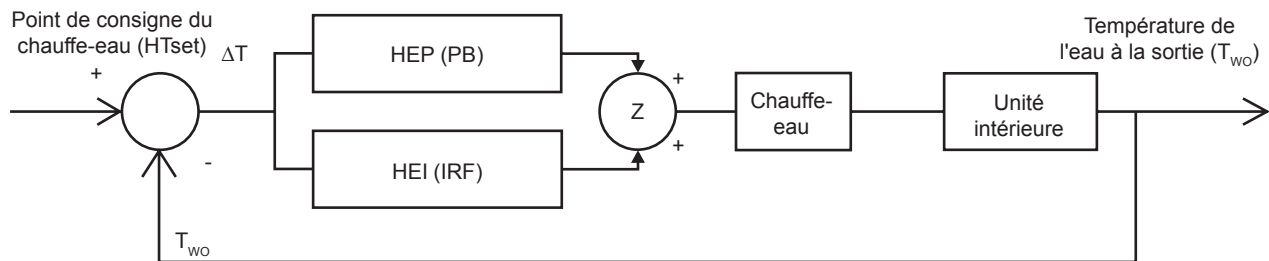 Point de consigne du
chauffe-eau (HTset)
ΔT
+
-
HEP (PB)
HEI (IRF)
Z
+
+
Chauffe-
eau
Unité
intérieure
Température de
l'eau à la sortie (TWO)
TWO